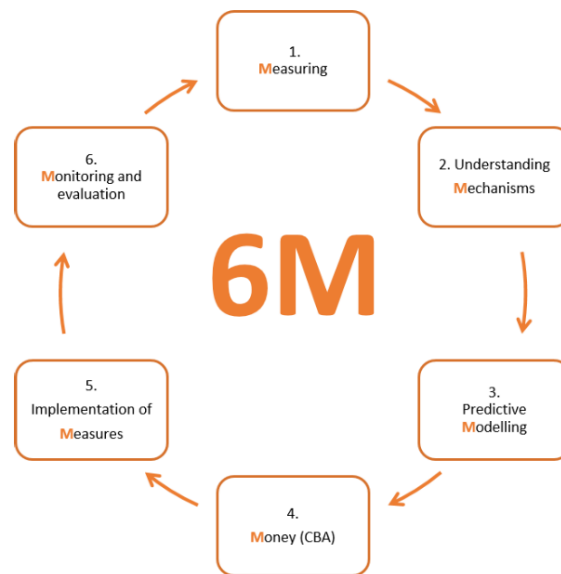 1.
Measuring
2. Understanding
Mechanisms
3.
Predictive
Modelling
4.
Money (CBA)
5.
Implementation of
Measures
6.
Monitoring and
evaluation
6M